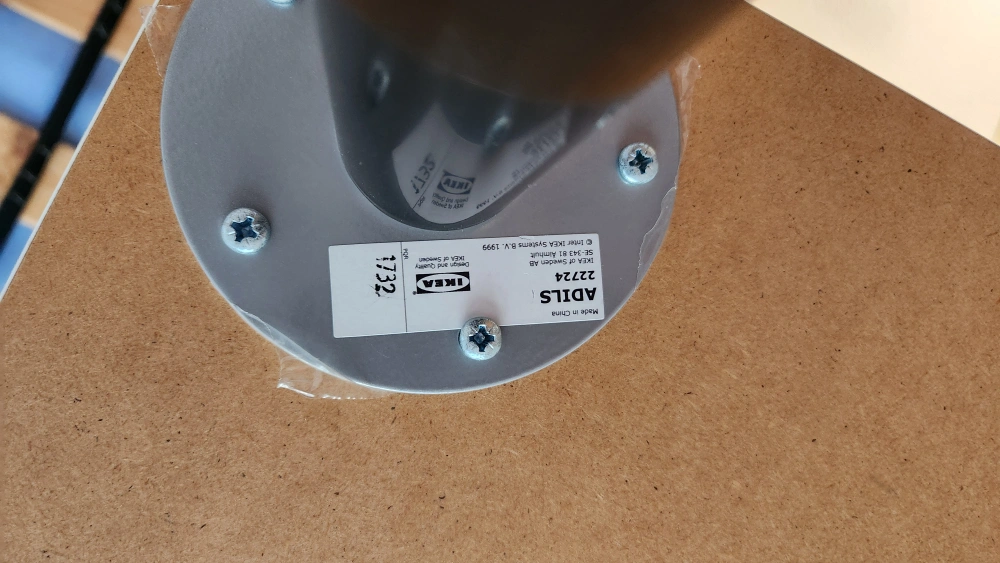 Made in China
ADILS
22724
IKEA of Sweden AB
SE-343 81 Älmhult
© Inter IKEA Systems B.V. 1999
IKEA®
Design and Quality
IKEA of Sweden
PQR
1732